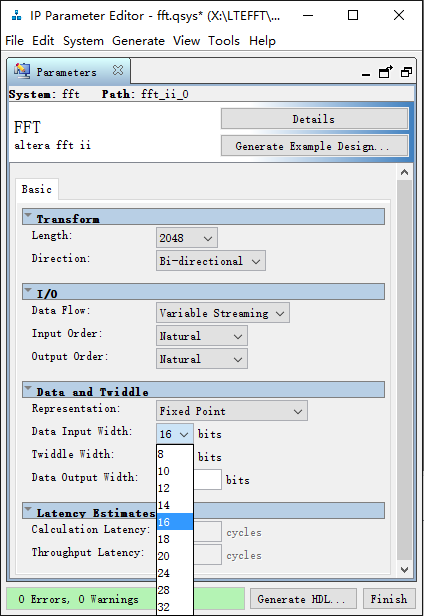 IP Parameter Editor - fft.qsys* (X:\LTEFFT\...
File Edit System Generate View Tools Help
Parameters
System: fft Path: fft_ii_0
FFT
altera fft ii
Details
Generate Example Design...
Basic
Transform
Length: 2048
Direction: Bi-directional
I/O
Data Flow: Variable Streaming
Input Order: Natural
Output Order: Natural
Data and Twiddle
Representation: Fixed Point
Data Input Width: 16 bits
Twiddle Width: 8 bits
10
Data Output Width: 12 bits
14
Latency Estimates 16
Calculation Latency: 18 cycles
Throughput Latency: 20 cycles
24
28
32
0 Errors, 0 Warnings Generate HDL... Finish